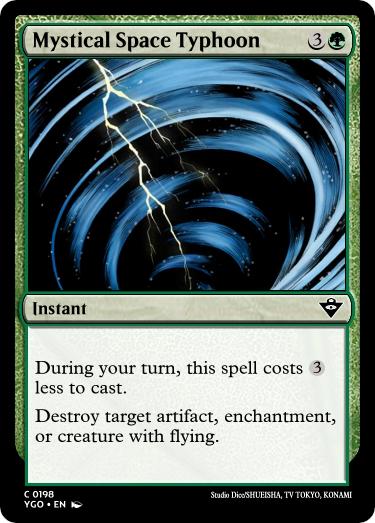 Mystical Space Typhoon 3
Instant
During your turn, this spell costs 3
less to cast.
Destroy target artifact, enchantment,
or creature with flying.
C 0198
YGO • EN
Studio Dice/SHUEISHA, TV TOKYO, KONAMI